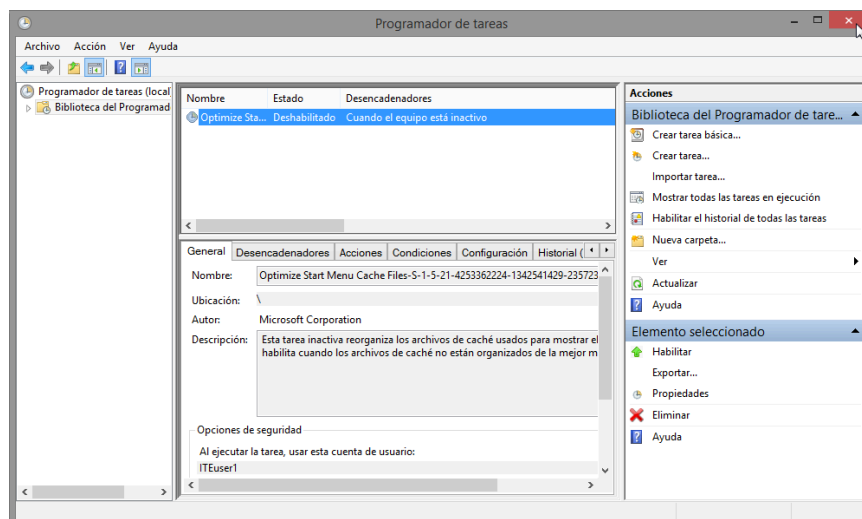 Programador de tareas
Archivo Acción Ver Ayuda
Programador de tareas (local
Biblioteca del Programad
Nombre Estado Desencadenadores
Optimize Sta... Deshabilitado Cuando el equipo está inactivo
General Desencadenadores Acciones Condiciones Configuración Historial (
Nombre: Optimize Start Menu Cache Files-S-1-5-21-4253362224-1342541429-235723
Ubicación: \
Autor: Microsoft Corporation
Descripción: Esta tarea inactiva reorganiza los archivos de caché usados para mostrar el
habilita cuando los archivos de caché no están organizados de la mejor m
Opciones de seguridad
Al ejecutar la tarea, usar esta cuenta de usuario:
ITEuser1
Acciones
Biblioteca del Programador de tare...
Crear tarea básica...
Crear tarea...
Importar tarea...
Mostrar todas las tareas en ejecución
Habilitar el historial de todas las tareas
Nueva carpeta...
Ver
Actualizar
Ayuda
Elemento seleccionado
Habilitar
Exportar...
Propiedades
Eliminar
Ayuda